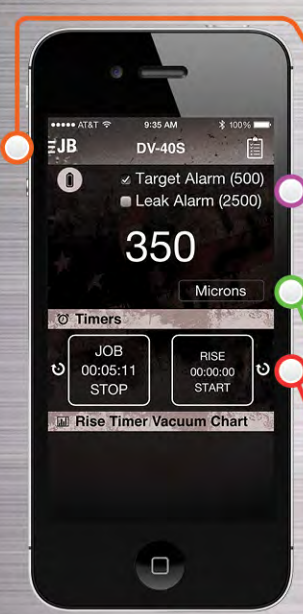 AT&T 9:35 AM 100%
JB DV-40S
Target Alarm (500)
Leak Alarm (2500)
350
Microns
Timers
JOB RISE
00:05:11 00:00:00
STOP START
Rise Timer Vacuum Chart